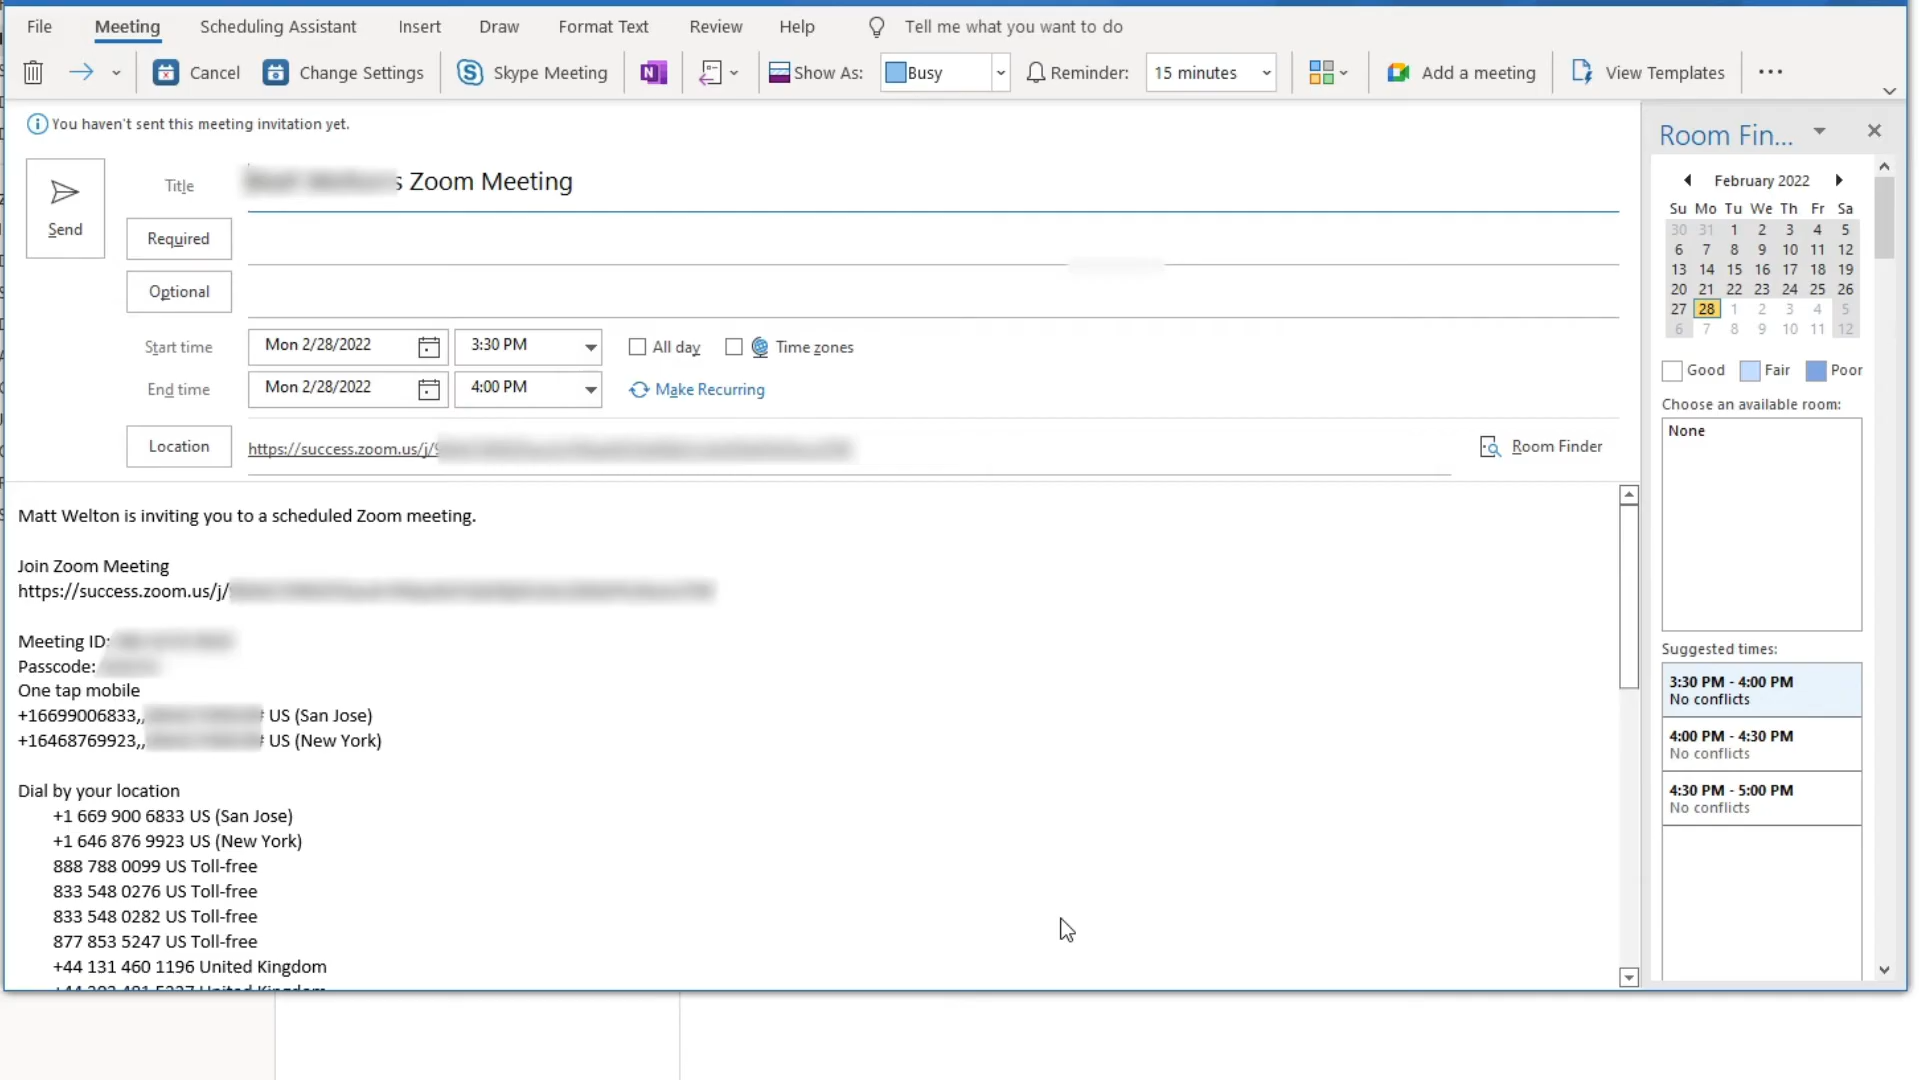 File Meeting Scheduling Assistant Insert Draw Format Text Review Help Tell me what you want to do
Cancel Change Settings Skype Meeting Show As: Busy Reminder: 15 minutes Add a meeting View Templates
You haven't sent this meeting invitation yet.
Send
Title s Zoom Meeting
Required
Optional
Start time Mon 2/28/2022 3:30 PM All day Time zones
End time Mon 2/28/2022 4:00 PM Make Recurring
Location https://success.zoom.us/j/ Room Finder
Matt Welton is inviting you to a scheduled Zoom meeting.
Join Zoom Meeting
https://success.zoom.us/j/
Meeting ID:
Passcode:
One tap mobile
+16699006833,, # US (San Jose)
+16468769923,, # US (New York)
Dial by your location
+1 669 900 6833 US (San Jose)
+1 646 876 9923 US (New York)
888 788 0099 US Toll-free
833 548 0276 US Toll-free
833 548 0282 US Toll-free
877 853 5247 US Toll-free
+44 131 460 1196 United Kingdom
Room Fin...
February 2022
Su Mo Tu We Th Fr Sa
30 31 1 2 3 4 5
6 7 8 9 10 11 12
13 14 15 16 17 18 19
20 21 22 23 24 25 26
27 28 1 2 3 4 5
6 7 8 9 10 11 12
Good Fair Poor
Choose an available room:
None
Suggested times:
3:30 PM - 4:00 PM
No conflicts
4:00 PM - 4:30 PM
No conflicts
4:30 PM - 5:00 PM
No conflicts